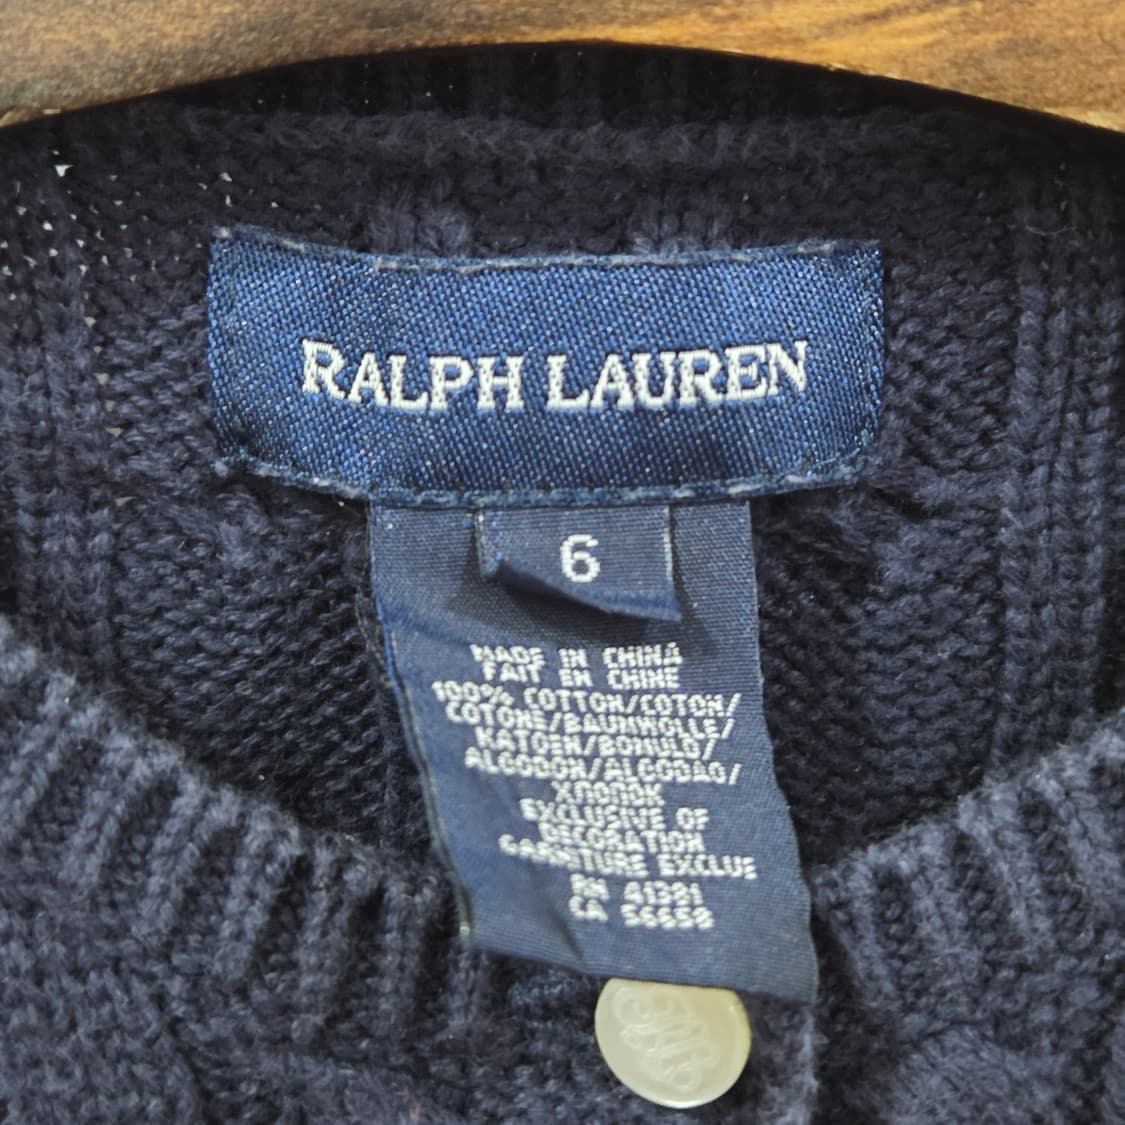 RALPH LAUREN
6
MADE IN CHINA
FAIT EN CHINE
100% COTTON/COTON/
COTONE/BAUMWOLLE/
KATOEN/BOMULD/
ALGODON/ALGODAO/
ХЛОПОК
EXCLUSIVE OF
DECORATION
GARNITURE EXCLUE
RN 41381
CA 56658